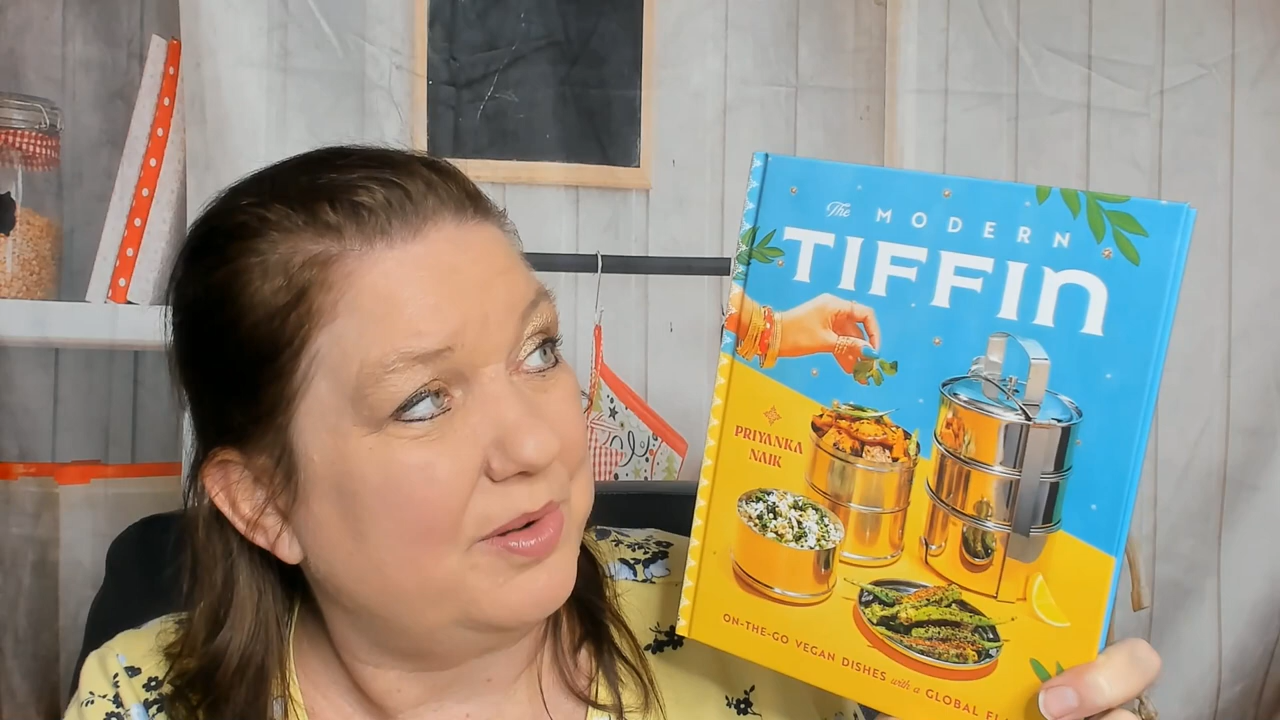 The MODERN
TIFFIN
PRIYANKA
NAIK
ON-THE-GO VEGAN DISHES with a GLOBAL